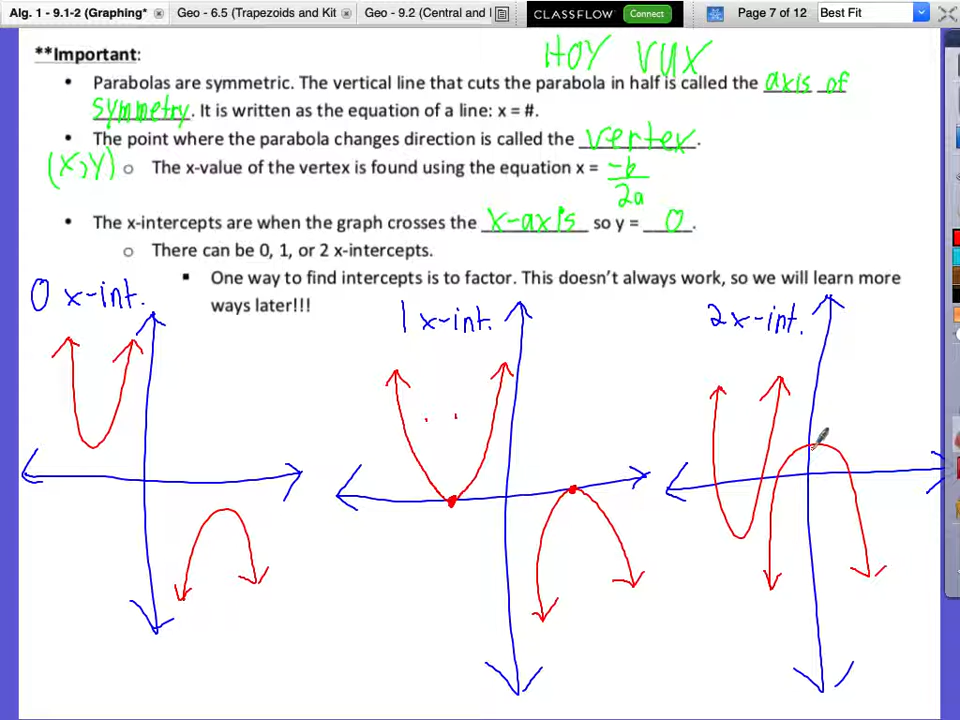 Alg. 1 - 9.1-2 (Graphing* Geo - 6.5 (Trapezoids and Kit Geo - 9.2 (Central and I CLASSFLOW Connect Page 7 of 12 Best Fit
**Important:
HOY VUX
• Parabolas are symmetric. The vertical line that cuts the parabola in half is called the axis of
symmetry. It is written as the equation of a line: x = #.
• The point where the parabola changes direction is called the vertex.
(x,y) o The x-value of the vertex is found using the equation x = -b/2a
• The x-intercepts are when the graph crosses the x-axis so y = 0.
o There can be 0, 1, or 2 x-intercepts.
▪ One way to find intercepts is to factor. This doesn't always work, so we will learn more
ways later!!!
0 x-int. 1 x-int. 2 x-int.